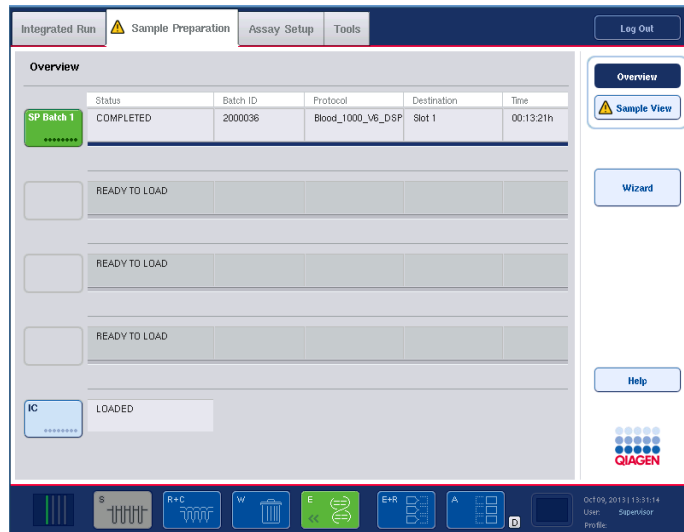 Integrated Run
Sample Preparation
Assay Setup
Tools
Log Out
Overview
Overview
Sample View
Status
Batch ID
Protocol
Destination
Time
SP Batch 1
COMPLETED
2000036
Blood_1000_V6_DSP
Slot 1
00:13:21h
READY TO LOAD
Wizard
READY TO LOAD
READY TO LOAD
Help
IC
LOADED
QIAGEN
S
R+C
W
E
E+R
A
D
Oct 09, 2013 | 13:31:14
User: Supervisor
Profile: